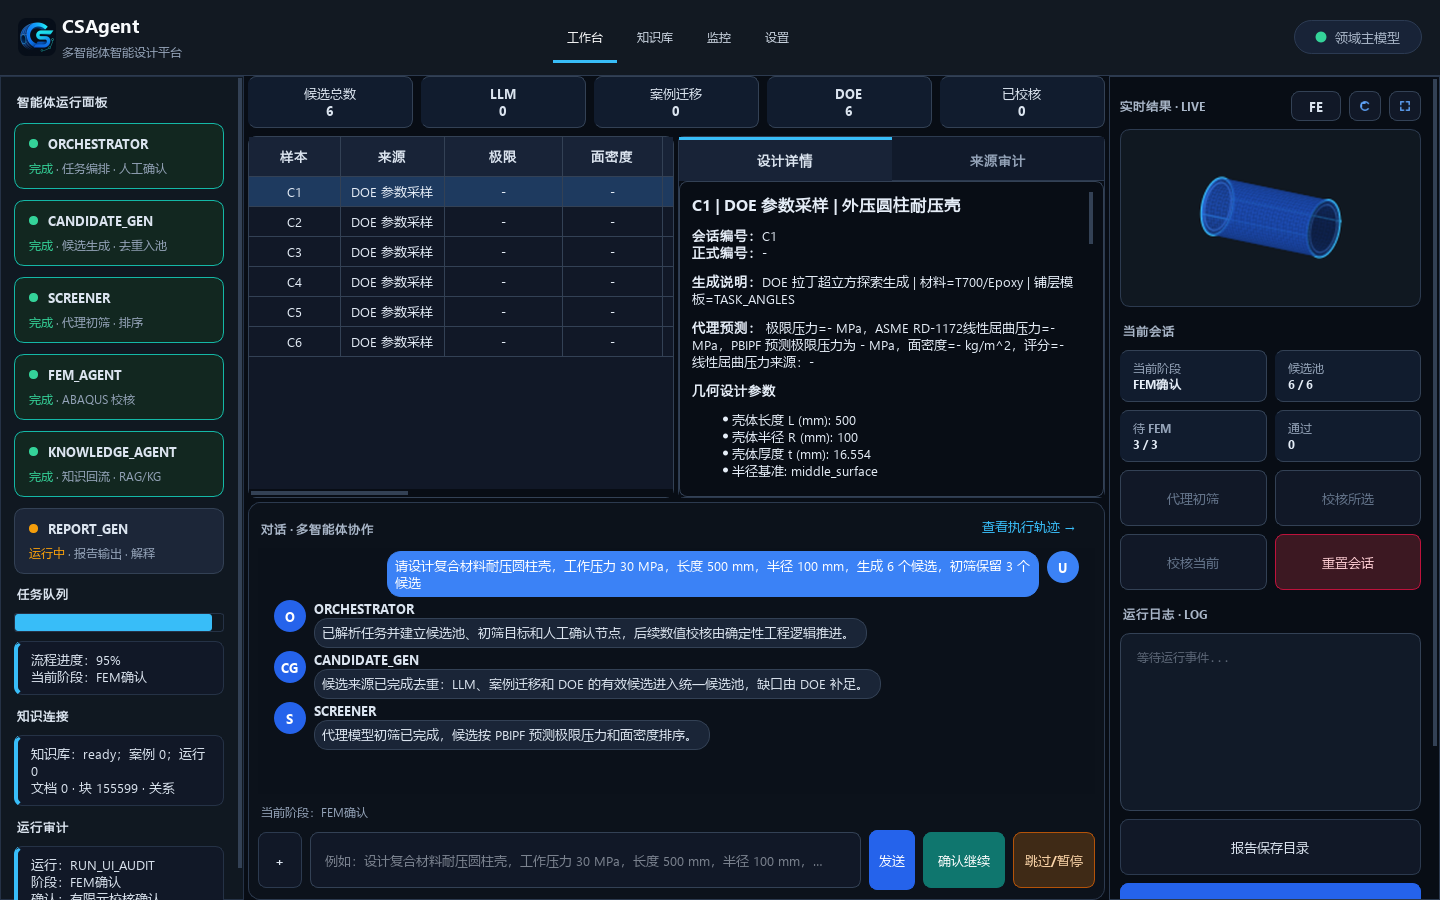 CSAgent
多智能体智能设计平台
工作台
知识库
监控
设置
领域主模型
智能体运行面板
ORCHESTRATOR
完成 · 任务编排 · 人工确认
CANDIDATE_GEN
完成 · 候选生成 · 去重入池
SCREENER
完成 · 代理初筛 · 排序
FEM_AGENT
完成 · ABAQUS 校核
KNOWLEDGE_AGENT
完成 · 知识回流 · RAG/KG
REPORT_GEN
运行中 · 报告输出 · 解释
任务队列
流程进度：95%
当前阶段：FEM确认
知识连接
知识库：ready；案例 0；运行
0
文档 0 · 块 155599 · 关系
运行审计
运行：RUN_UI_AUDIT
阶段：FEM确认
确认：有限元校核确认
候选总数
6
LLM
0
案例迁移
0
DOE
6
已校核
0
样本 来源 极限 面密度
C1 DOE 参数采样 - -
C2 DOE 参数采样 - -
C3 DOE 参数采样 - -
C4 DOE 参数采样 - -
C5 DOE 参数采样 - -
C6 DOE 参数采样 - -
设计详情
来源审计
C1 | DOE 参数采样 | 外压圆柱耐压壳
会话编号：C1
正式编号：-
生成说明：DOE 拉丁超立方探索生成 | 材料=T700/Epoxy | 铺层模
板=TASK_ANGLES
代理预测： 极限压力=- MPa，ASME RD-1172线性屈曲压力=-
MPa，PBIPF 预测极限压力为 - MPa，面密度=- kg/m^2，评分=-
线性屈曲压力来源：-
几何设计参数
• 壳体长度 L (mm): 500
• 壳体半径 R (mm): 100
• 壳体厚度 t (mm): 16.554
• 半径基准: middle_surface
对话 · 多智能体协作
查看执行轨迹 →
请设计复合材料耐压圆柱壳，工作压力 30 MPa，长度 500 mm，半径 100 mm，生成 6 个候选，初筛保留 3 个
候选
U
O
ORCHESTRATOR
已解析任务并建立候选池、初筛目标和人工确认节点，后续数值校核由确定性工程逻辑推进。
CG
CANDIDATE_GEN
候选来源已完成去重：LLM、案例迁移和 DOE 的有效候选进入统一候选池，缺口由 DOE 补足。
S
SCREENER
代理模型初筛已完成，候选按 PBIPF 预测极限压力和面密度排序。
当前阶段：FEM确认
+
例如：设计复合材料耐压圆柱壳，工作压力 30 MPa，长度 500 mm，半径 100 mm，...
发送
确认继续
跳过/暂停
实时结果 · LIVE
FE
C
当前会话
当前阶段
FEM确认
候选池
6 / 6
待 FEM
3 / 3
通过
0
代理初筛
校核所选
校核当前
重置会话
运行日志 · LOG
等待运行事件...
报告保存目录